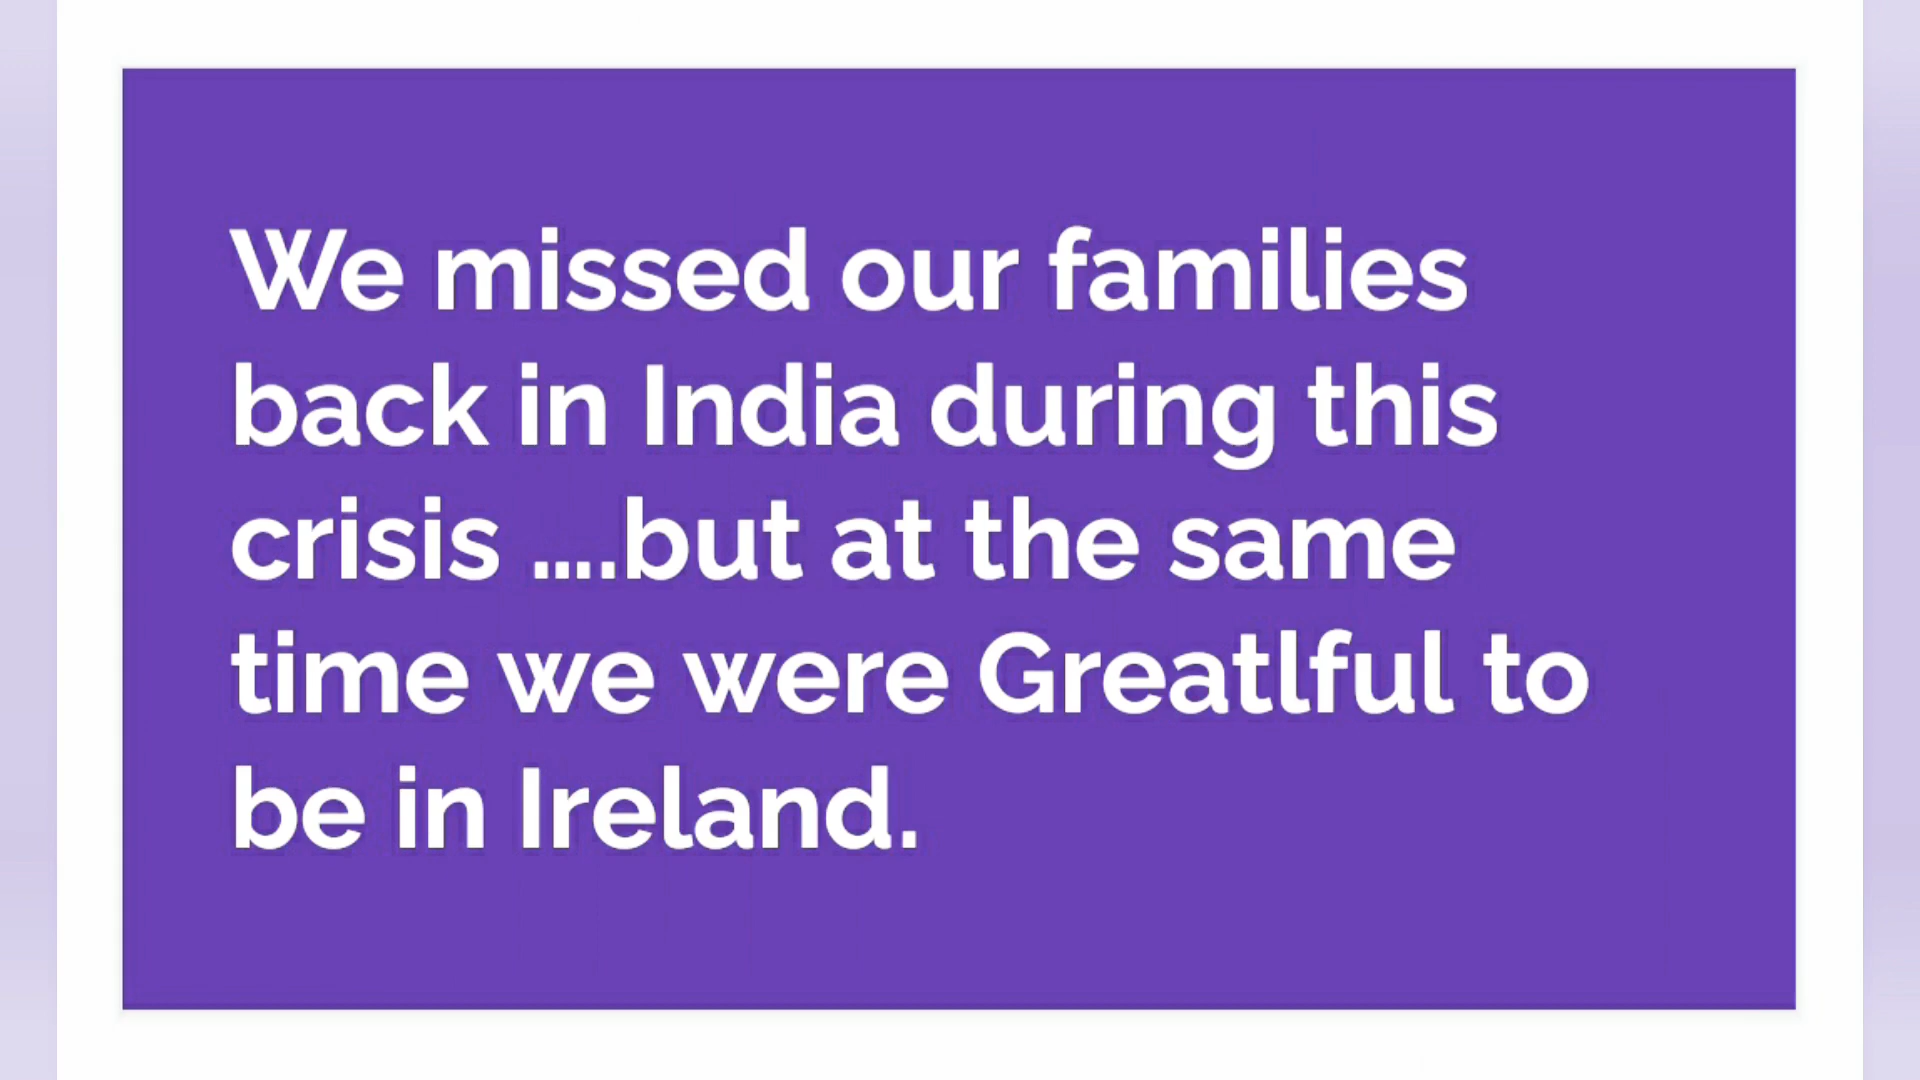 We missed our families
back in India during this
crisis ....but at the same
time we were Greatlful to
be in Ireland.